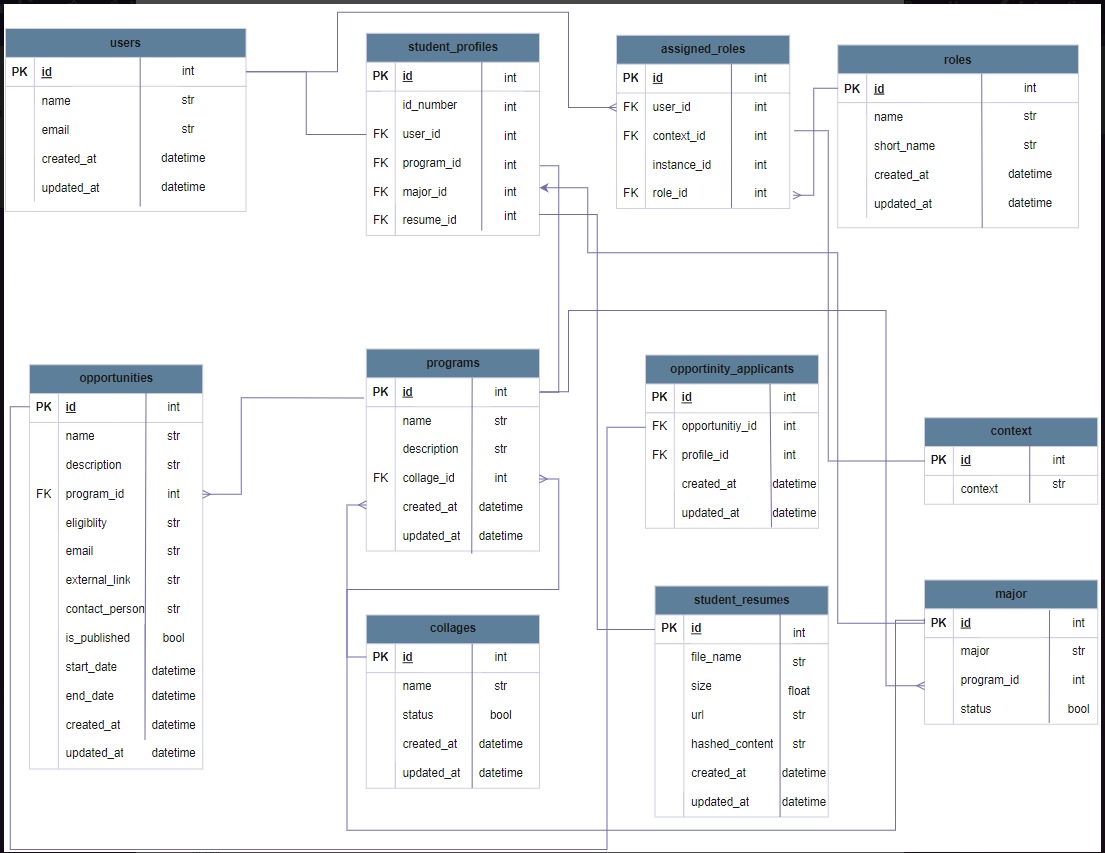 users
PK id int
name str
email str
created_at datetime
updated_at datetime
student_profiles
PK id int
id_number int
FK user_id int
FK program_id int
FK major_id int
FK resume_id int
assigned_roles
PK id int
FK user_id int
FK context_id int
instance_id int
FK role_id int
roles
PK id int
name str
short_name str
created_at datetime
updated_at datetime
opportunities
PK id int
name str
description str
FK program_id int
eligiblity str
email str
external_link str
contact_person str
is_published bool
start_date datetime
end_date datetime
created_at datetime
updated_at datetime
programs
PK id int
name str
description str
FK collage_id int
created_at datetime
updated_at datetime
opportinity_applicants
PK id int
FK opportunitiy_id int
FK profile_id int
created_at datetime
updated_at datetime
context
PK id int
context str
collages
PK id int
name str
status bool
created_at datetime
updated_at datetime
student_resumes
PK id int
file_name str
size float
url str
hashed_content str
created_at datetime
updated_at datetime
major
PK id int
major str
program_id int
status bool